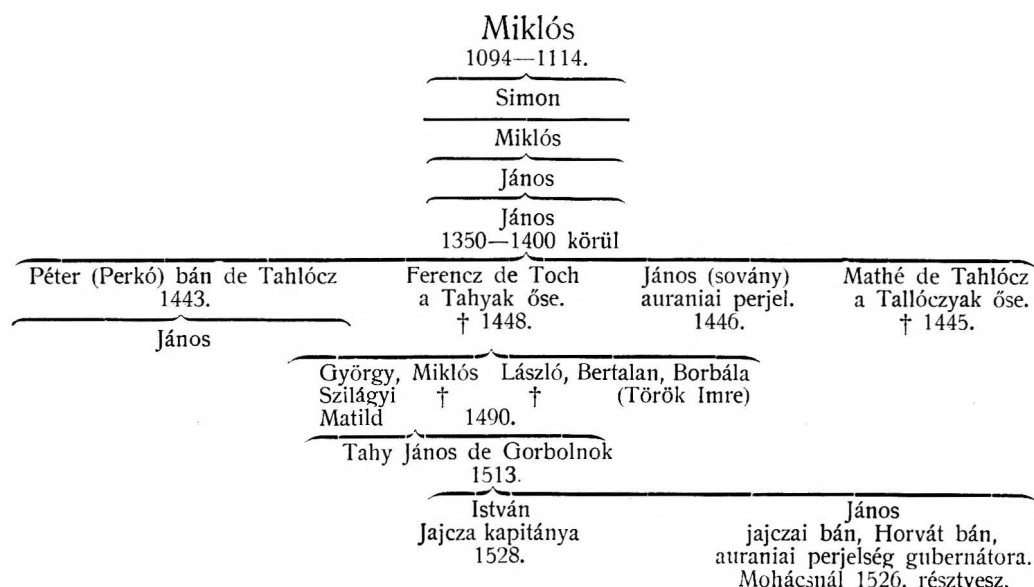 Miklós
1094—1114.
Simon
Miklós
János
János
1350—1400 körül
Péter (Perkó) bán de Tahlócz
1443.
Ferencz de Toch
a Tahyak őse.
† 1448.
János (sovány)
auraniai perjel.
1446.
Mathé de Tahlócz
a Tallóczyak őse.
† 1445.
János
György, Miklós László, Bertalan, Borbála
Szilágyi † † (Török Imre)
Matild 1490.
Tahy János de Gorbolnok
1513.
István
Jajcza kapitánya
1528.
János
jajczai bán, Horvát bán,
auraniai perjelség gubernátora.
Mohácsnál 1526. résztvesz.